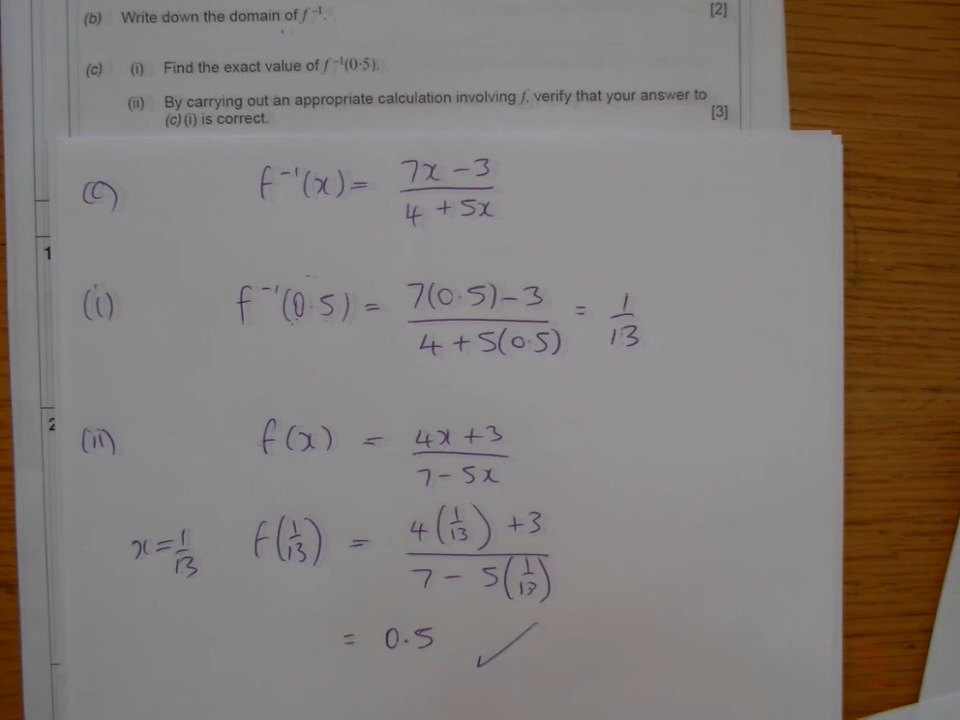 (b) Write down the domain of f⁻¹. [2]
(c) (i) Find the exact value of f⁻¹(0·5).
(ii) By carrying out an appropriate calculation involving f, verify that your answer to
(c)(i) is correct. [3]
(c) f⁻¹(x) = (7x − 3)/(4 + 5x)
1
(i) f⁻¹(0·5) = (7(0·5) − 3)/(4 + 5(0·5)) = 1/13
2
(ii) f(x) = (4x + 3)/(7 − 5x)
x = 1/13 f(1/13) = (4(1/13) + 3)/(7 − 5(1/13))
= 0·5 ✓